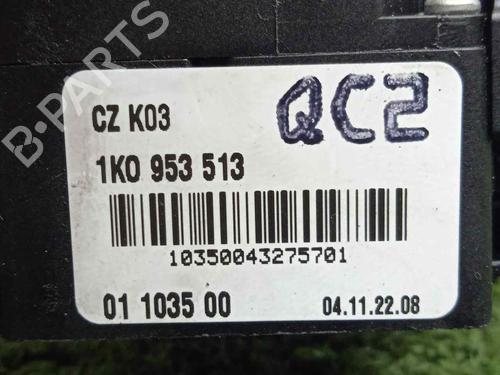 B-PARTS
CZ K03
QC2
1K0 953 513
10350043275701
01 1035 00
04.11.22.08